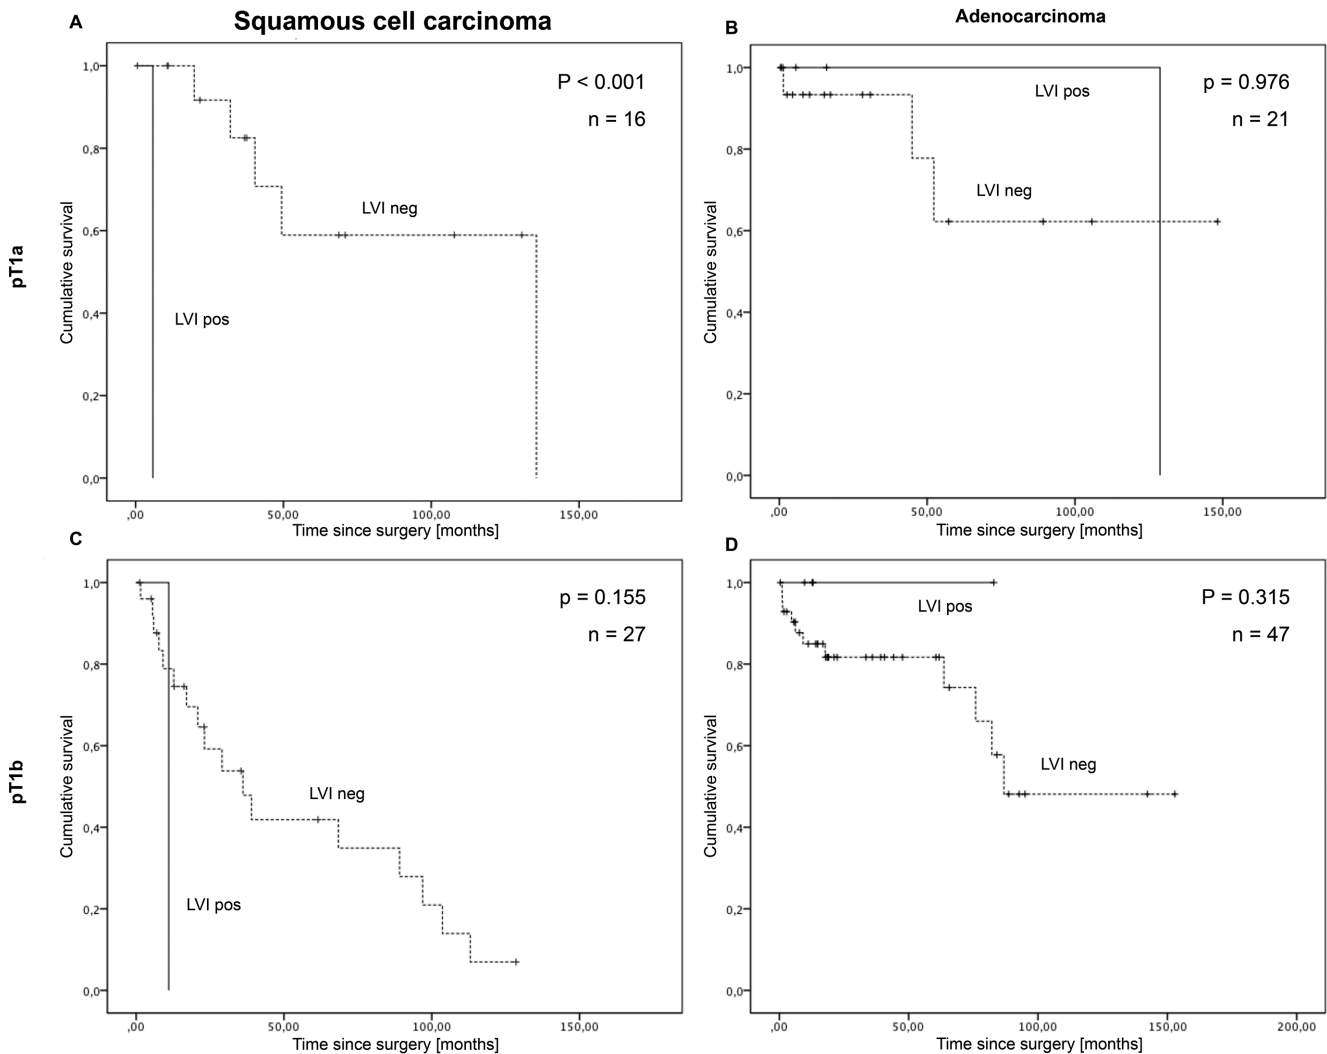 A
Squamous cell carcinoma
B
Adenocarcinoma
pT1a
Cumulative survival
1,0
0,8
0,6
0,4
0,2
0,0
P < 0.001
n = 16
LVI neg
LVI pos
,00
50,00
100,00
150,00
Time since surgery [months]
Cumulative survival
1,0
0,8
0,6
0,4
0,2
0,0
p = 0.976
n = 21
LVI pos
LVI neg
,00
50,00
100,00
150,00
Time since surgery [months]
C
D
pT1b
Cumulative survival
1,0
0,8
0,6
0,4
0,2
0,0
p = 0.155
n = 27
LVI neg
LVI pos
,00
50,00
100,00
150,00
Time since surgery [months]
Cumulative survival
1,0
0,8
0,6
0,4
0,2
0,0
P = 0.315
n = 47
LVI pos
LVI neg
,00
50,00
100,00
150,00
200,00
Time since surgery [months]